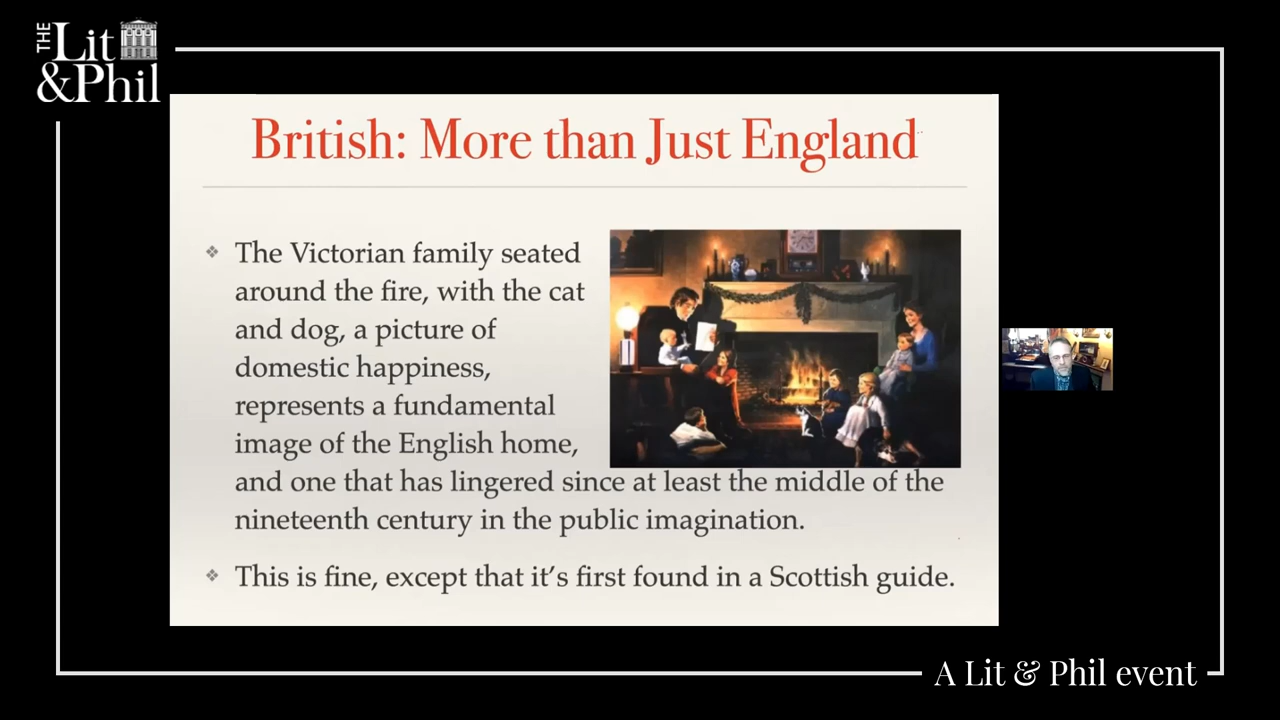 THE
Lit
&Phil
British: More than Just England
❖ The Victorian family seated
around the fire, with the cat
and dog, a picture of
domestic happiness,
represents a fundamental
image of the English home,
and one that has lingered since at least the middle of the
nineteenth century in the public imagination.
❖ This is fine, except that it’s first found in a Scottish guide.
A Lit & Phil event